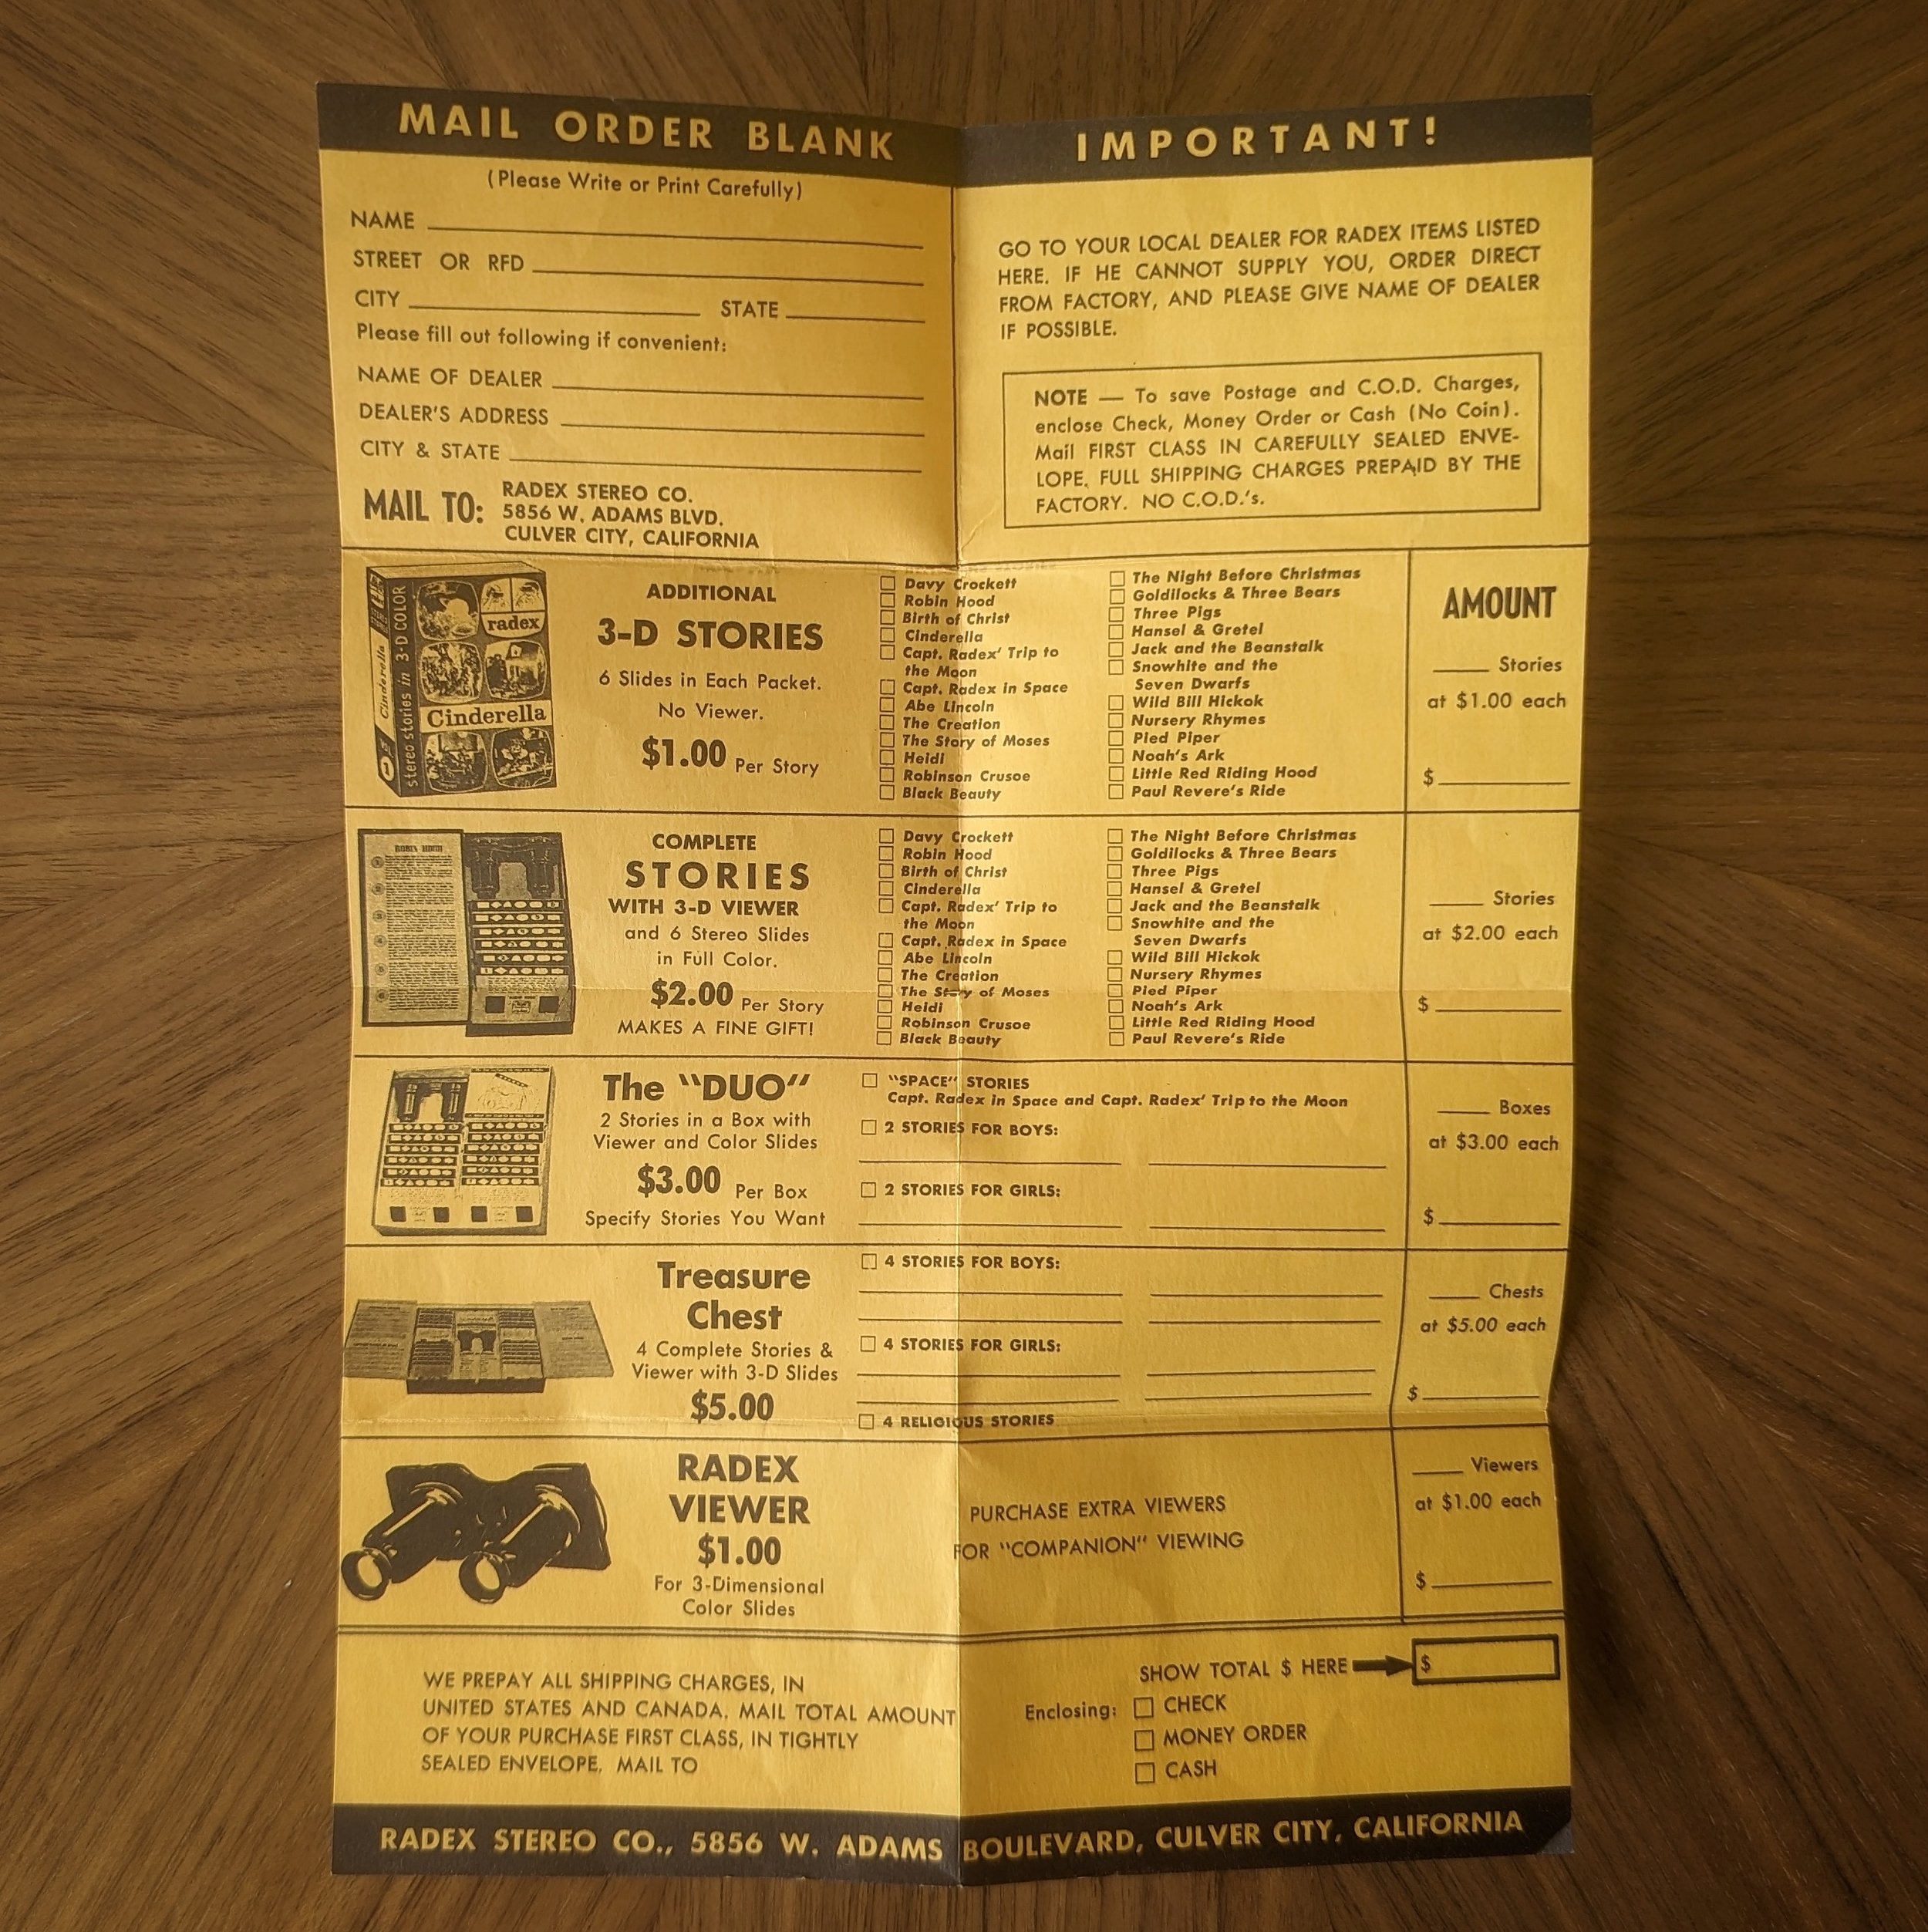 MAIL ORDER BLANK
(Please Write or Print Carefully)
NAME
STREET OR RFD
CITY STATE
Please fill out following if convenient:
NAME OF DEALER
DEALER'S ADDRESS
CITY & STATE
MAIL TO:
RADEX STEREO CO.
5856 W. ADAMS BLVD.
CULVER CITY, CALIFORNIA
IMPORTANT!
GO TO YOUR LOCAL DEALER FOR RADEX ITEMS LISTED
HERE. IF HE CANNOT SUPPLY YOU, ORDER DIRECT
FROM FACTORY, AND PLEASE GIVE NAME OF DEALER
IF POSSIBLE.
NOTE — To save Postage and C.O.D. Charges,
enclose Check, Money Order or Cash (No Coin).
Mail FIRST CLASS IN CAREFULLY SEALED ENVE-
LOPE. FULL SHIPPING CHARGES PREPAID BY THE
FACTORY. NO C.O.D.'s.
Cinderella
stereo stories in 3-D COLOR
radex
Cinderella
ADDITIONAL
3-D STORIES
6 Slides in Each Packet.
No Viewer.
$1.00 Per Story
Davy Crockett
Robin Hood
Birth of Christ
Cinderella
Capt. Radex' Trip to
the Moon
Capt. Radex in Space
Abe Lincoln
The Creation
The Story of Moses
Heidi
Robinson Crusoe
Black Beauty
The Night Before Christmas
Goldilocks & Three Bears
Three Pigs
Hansel & Gretel
Jack and the Beanstalk
Snowhite and the
Seven Dwarfs
Wild Bill Hickok
Nursery Rhymes
Pied Piper
Noah's Ark
Little Red Riding Hood
Paul Revere's Ride
AMOUNT
Stories
at $1.00 each
$
ROBIN HOOD
COMPLETE
STORIES
WITH 3-D VIEWER
and 6 Stereo Slides
in Full Color.
$2.00 Per Story
MAKES A FINE GIFT!
Davy Crockett
Robin Hood
Birth of Christ
Cinderella
Capt. Radex' Trip to
the Moon
Capt. Radex in Space
Abe Lincoln
The Creation
The Story of Moses
Heidi
Robinson Crusoe
Black Beauty
The Night Before Christmas
Goldilocks & Three Bears
Three Pigs
Hansel & Gretel
Jack and the Beanstalk
Snowhite and the
Seven Dwarfs
Wild Bill Hickok
Nursery Rhymes
Pied Piper
Noah's Ark
Little Red Riding Hood
Paul Revere's Ride
Stories
at $2.00 each
$
The "DUO"
2 Stories in a Box with
Viewer and Color Slides
$3.00 Per Box
Specify Stories You Want
"SPACE" STORIES
Capt. Radex in Space and Capt. Radex' Trip to the Moon
2 STORIES FOR BOYS:
2 STORIES FOR GIRLS:
Boxes
at $3.00 each
$
Treasure
Chest
4 Complete Stories &
Viewer with 3-D Slides
$5.00
4 STORIES FOR BOYS:
4 STORIES FOR GIRLS:
4 RELIGIOUS STORIES
Chests
at $5.00 each
$
RADEX
VIEWER
$1.00
For 3-Dimensional
Color Slides
PURCHASE EXTRA VIEWERS
FOR "COMPANION" VIEWING
Viewers
at $1.00 each
$
WE PREPAY ALL SHIPPING CHARGES, IN
UNITED STATES AND CANADA. MAIL TOTAL AMOUNT
OF YOUR PURCHASE FIRST CLASS, IN TIGHTLY
SEALED ENVELOPE. MAIL TO
SHOW TOTAL $ HERE $
Enclosing: CHECK
MONEY ORDER
CASH
RADEX STEREO CO., 5856 W. ADAMS BOULEVARD, CULVER CITY, CALIFORNIA